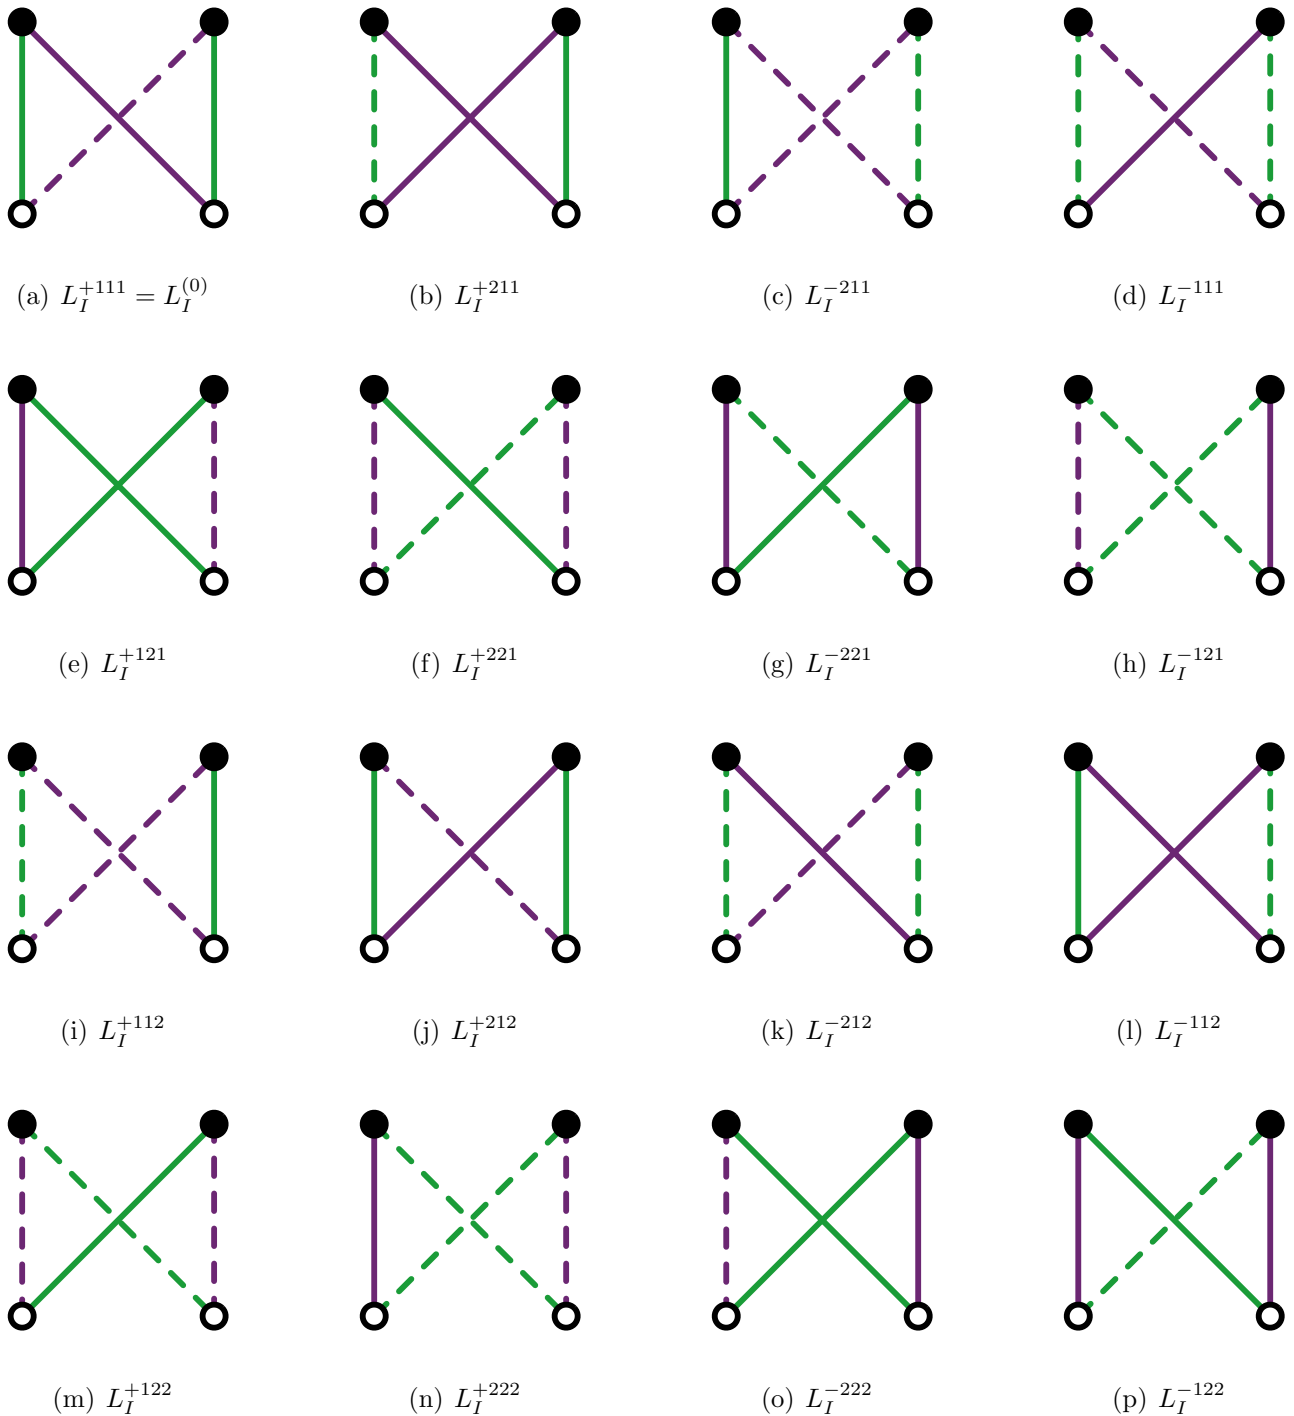 (a) $L_I^{+111} = L_I^{(0)}$
(b) $L_I^{+211}$
(c) $L_I^{-211}$
(d) $L_I^{-111}$
(e) $L_I^{+121}$
(f) $L_I^{+221}$
(g) $L_I^{-221}$
(h) $L_I^{-121}$
(i) $L_I^{+112}$
(j) $L_I^{+212}$
(k) $L_I^{-212}$
(l) $L_I^{-112}$
(m) $L_I^{+122}$
(n) $L_I^{+222}$
(o) $L_I^{-222}$
(p) $L_I^{-122}$